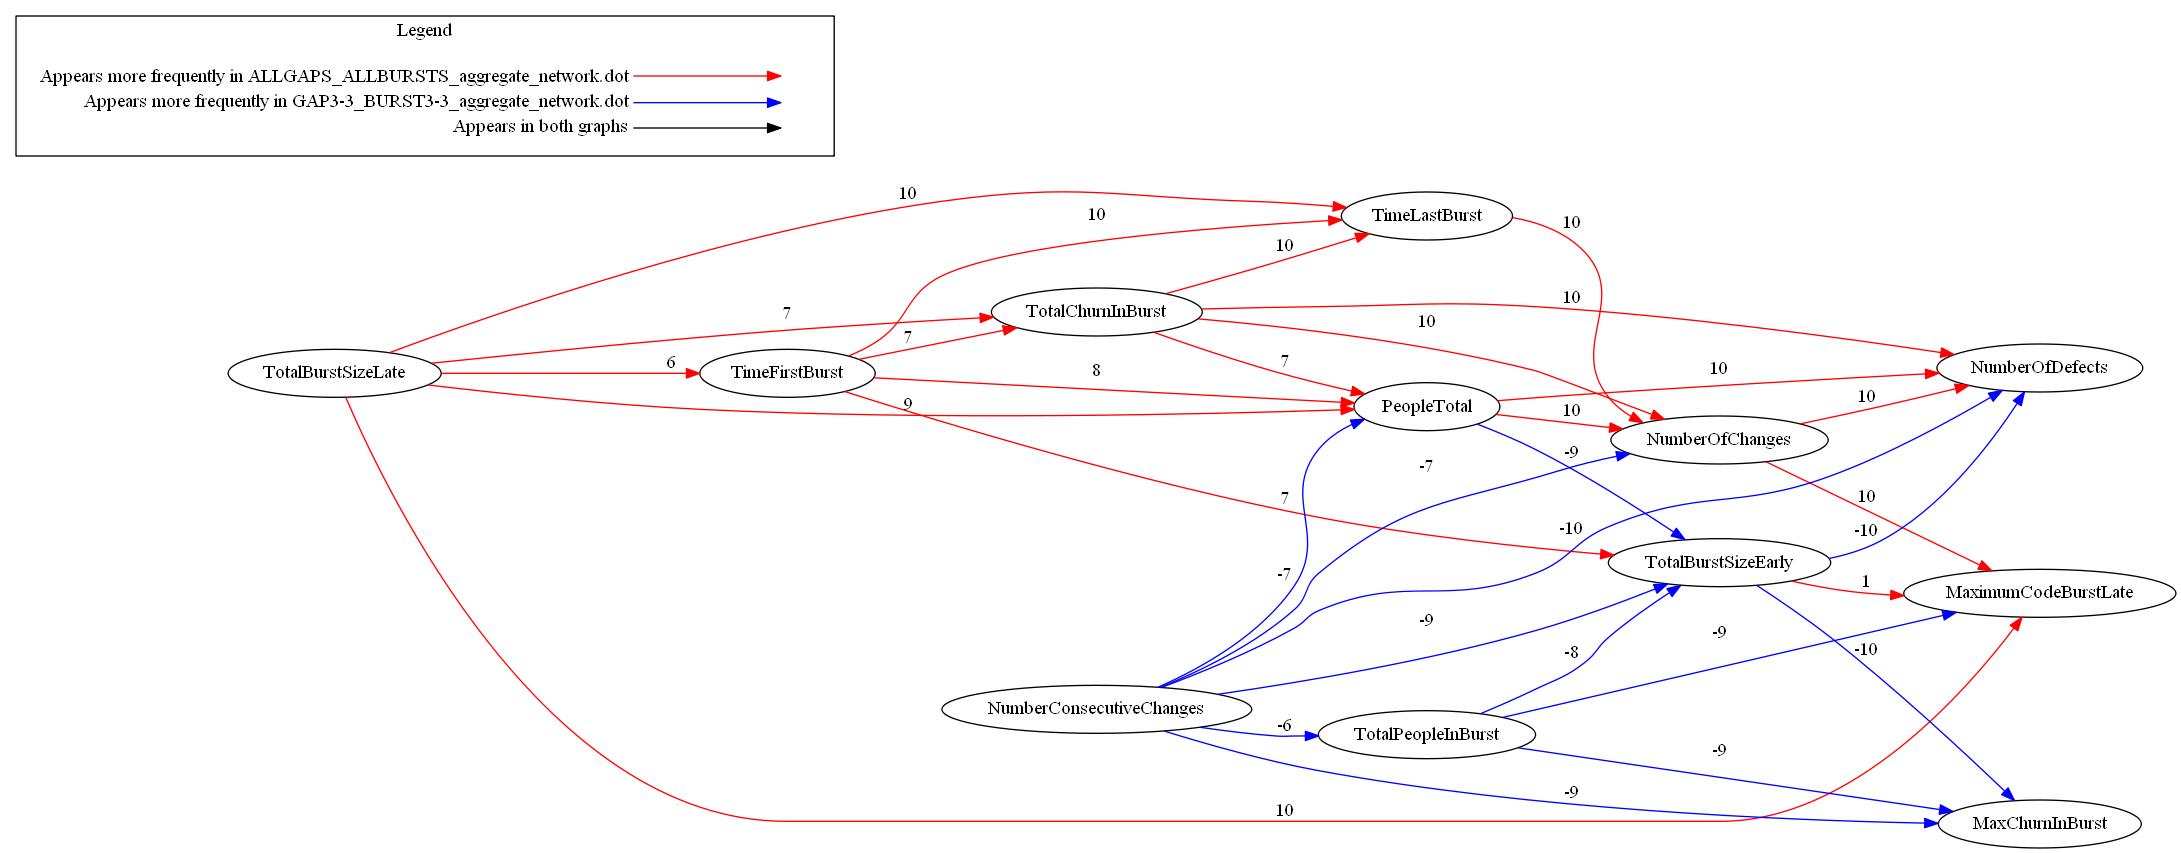 Legend
Appears more frequently in ALLGAPS_ALLBURSTS_aggregate_network.dot
Appears more frequently in GAP3-3_BURST3-3_aggregate_network.dot
Appears in both graphs
10
10
TimeLastBurst
10
10
7
TotalChurnInBurst
10
10
7
TotalBurstSizeLate
6
TimeFirstBurst
7
8
10
NumberOfDefects
9
PeopleTotal
10
10
NumberOfChanges
-9
-7
7
10
-10
-10
TotalBurstSizeEarly
-7
1
MaximumCodeBurstLate
-9
-8
-9
-10
NumberConsecutiveChanges
-6
TotalPeopleInBurst
-9
-9
10
MaxChurnInBurst